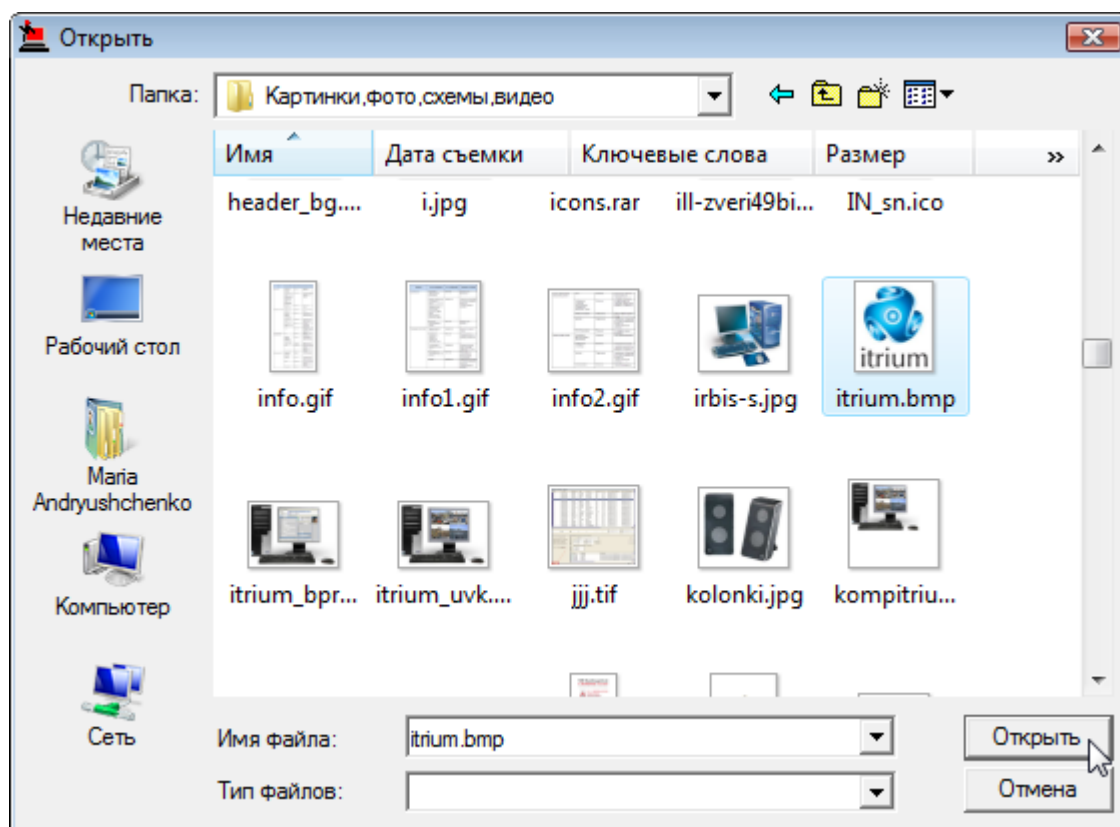 Открыть
Папка:
Картинки,фото,схемы,видео
Имя
Дата съемки
Ключевые слова
Размер
»
header_bg....
i.jpg
icons.rar
ill-zveri49bi...
IN_sn.ico
Недавние
места
Рабочий стол
Maria
Andryushchenko
Компьютер
Сеть
itrium
info.gif
info1.gif
info2.gif
irbis-s.jpg
itrium.bmp
itrium_bpr...
itrium_uvk....
jjj.tif
kolonki.jpg
kompitriu...
Имя файла:
itrium.bmp
Открыть
Тип файлов:
Отмена